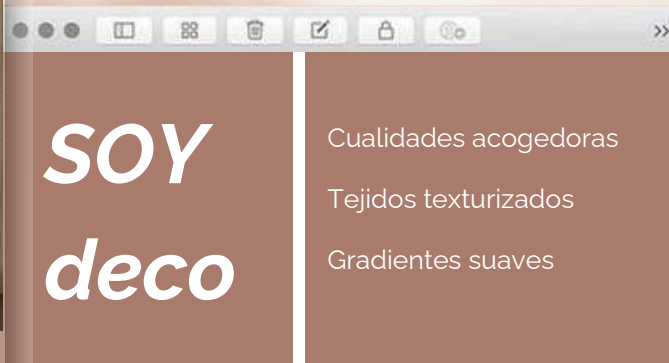 SOY
deco
Cualidades acogedoras
Tejidos texturizados
Gradientes suaves